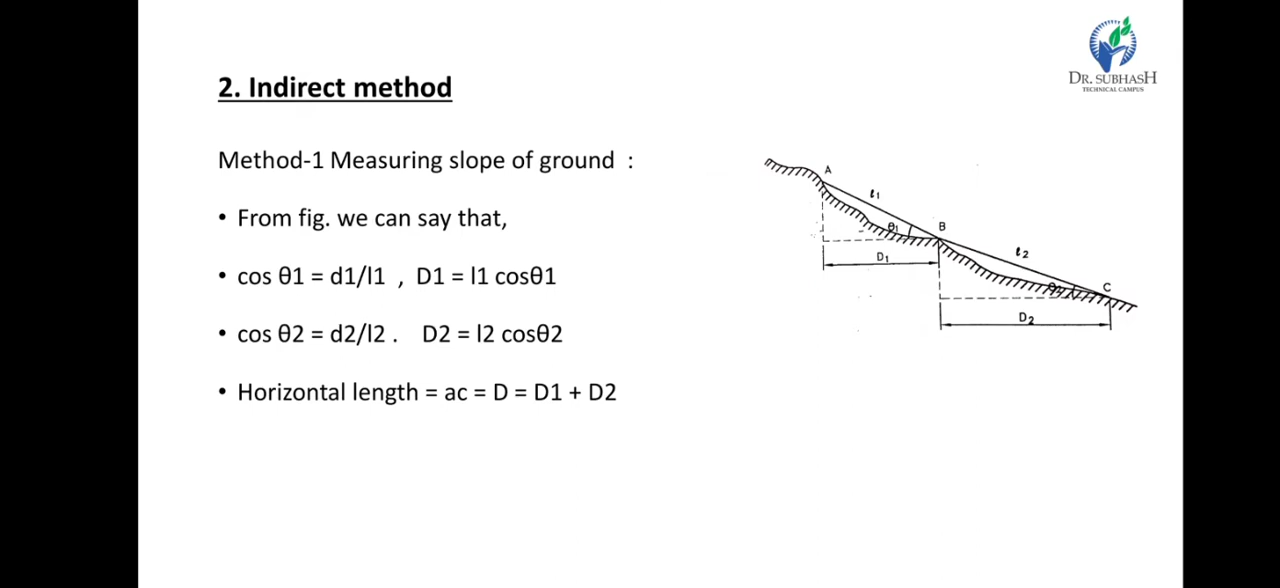 DR. SUBHASH
TECHNICAL CAMPUS
2. Indirect method
Method-1 Measuring slope of ground :
• From fig. we can say that,
• cos θ1 = d1/l1 , D1 = l1 cosθ1
• cos θ2 = d2/l2 . D2 = l2 cosθ2
• Horizontal length = ac = D = D1 + D2
A
ℓ1
θ1
B
D1
ℓ2
θ2
C
D2